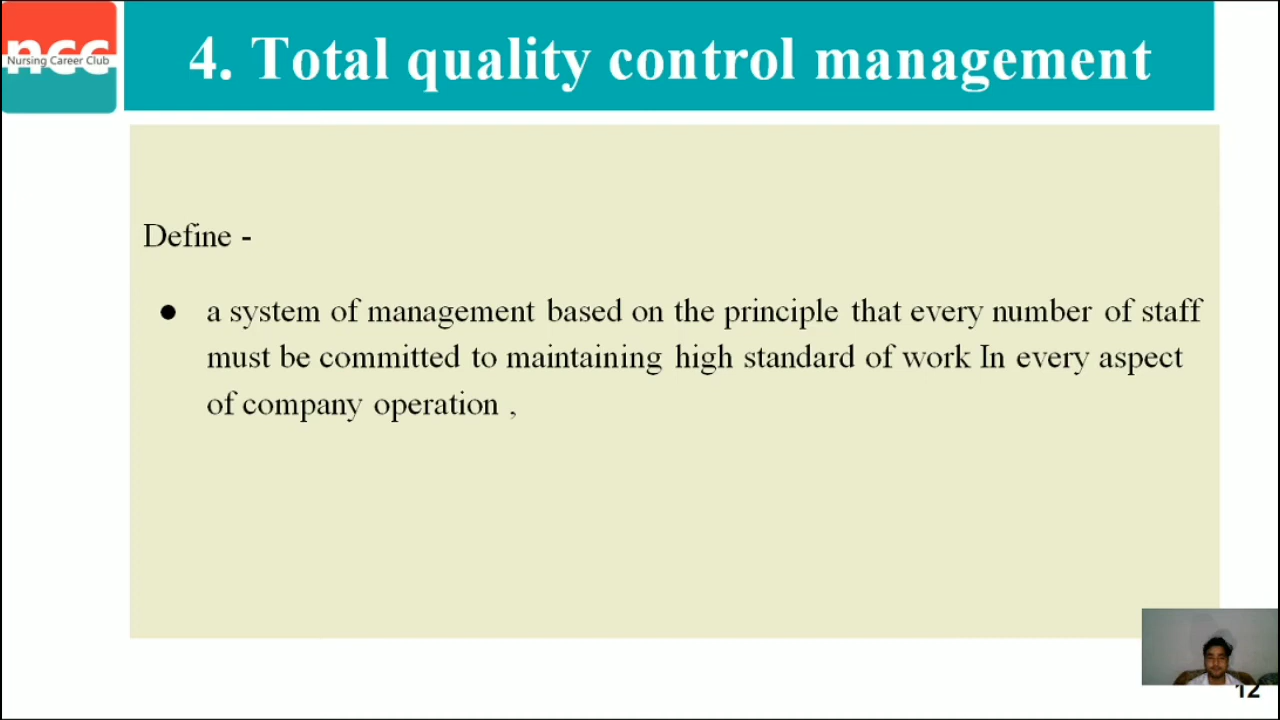 ncc
Nursing Career Club
4. Total quality control management
Define -
● a system of management based on the principle that every number of staff
must be committed to maintaining high standard of work In every aspect
of company operation ,
12